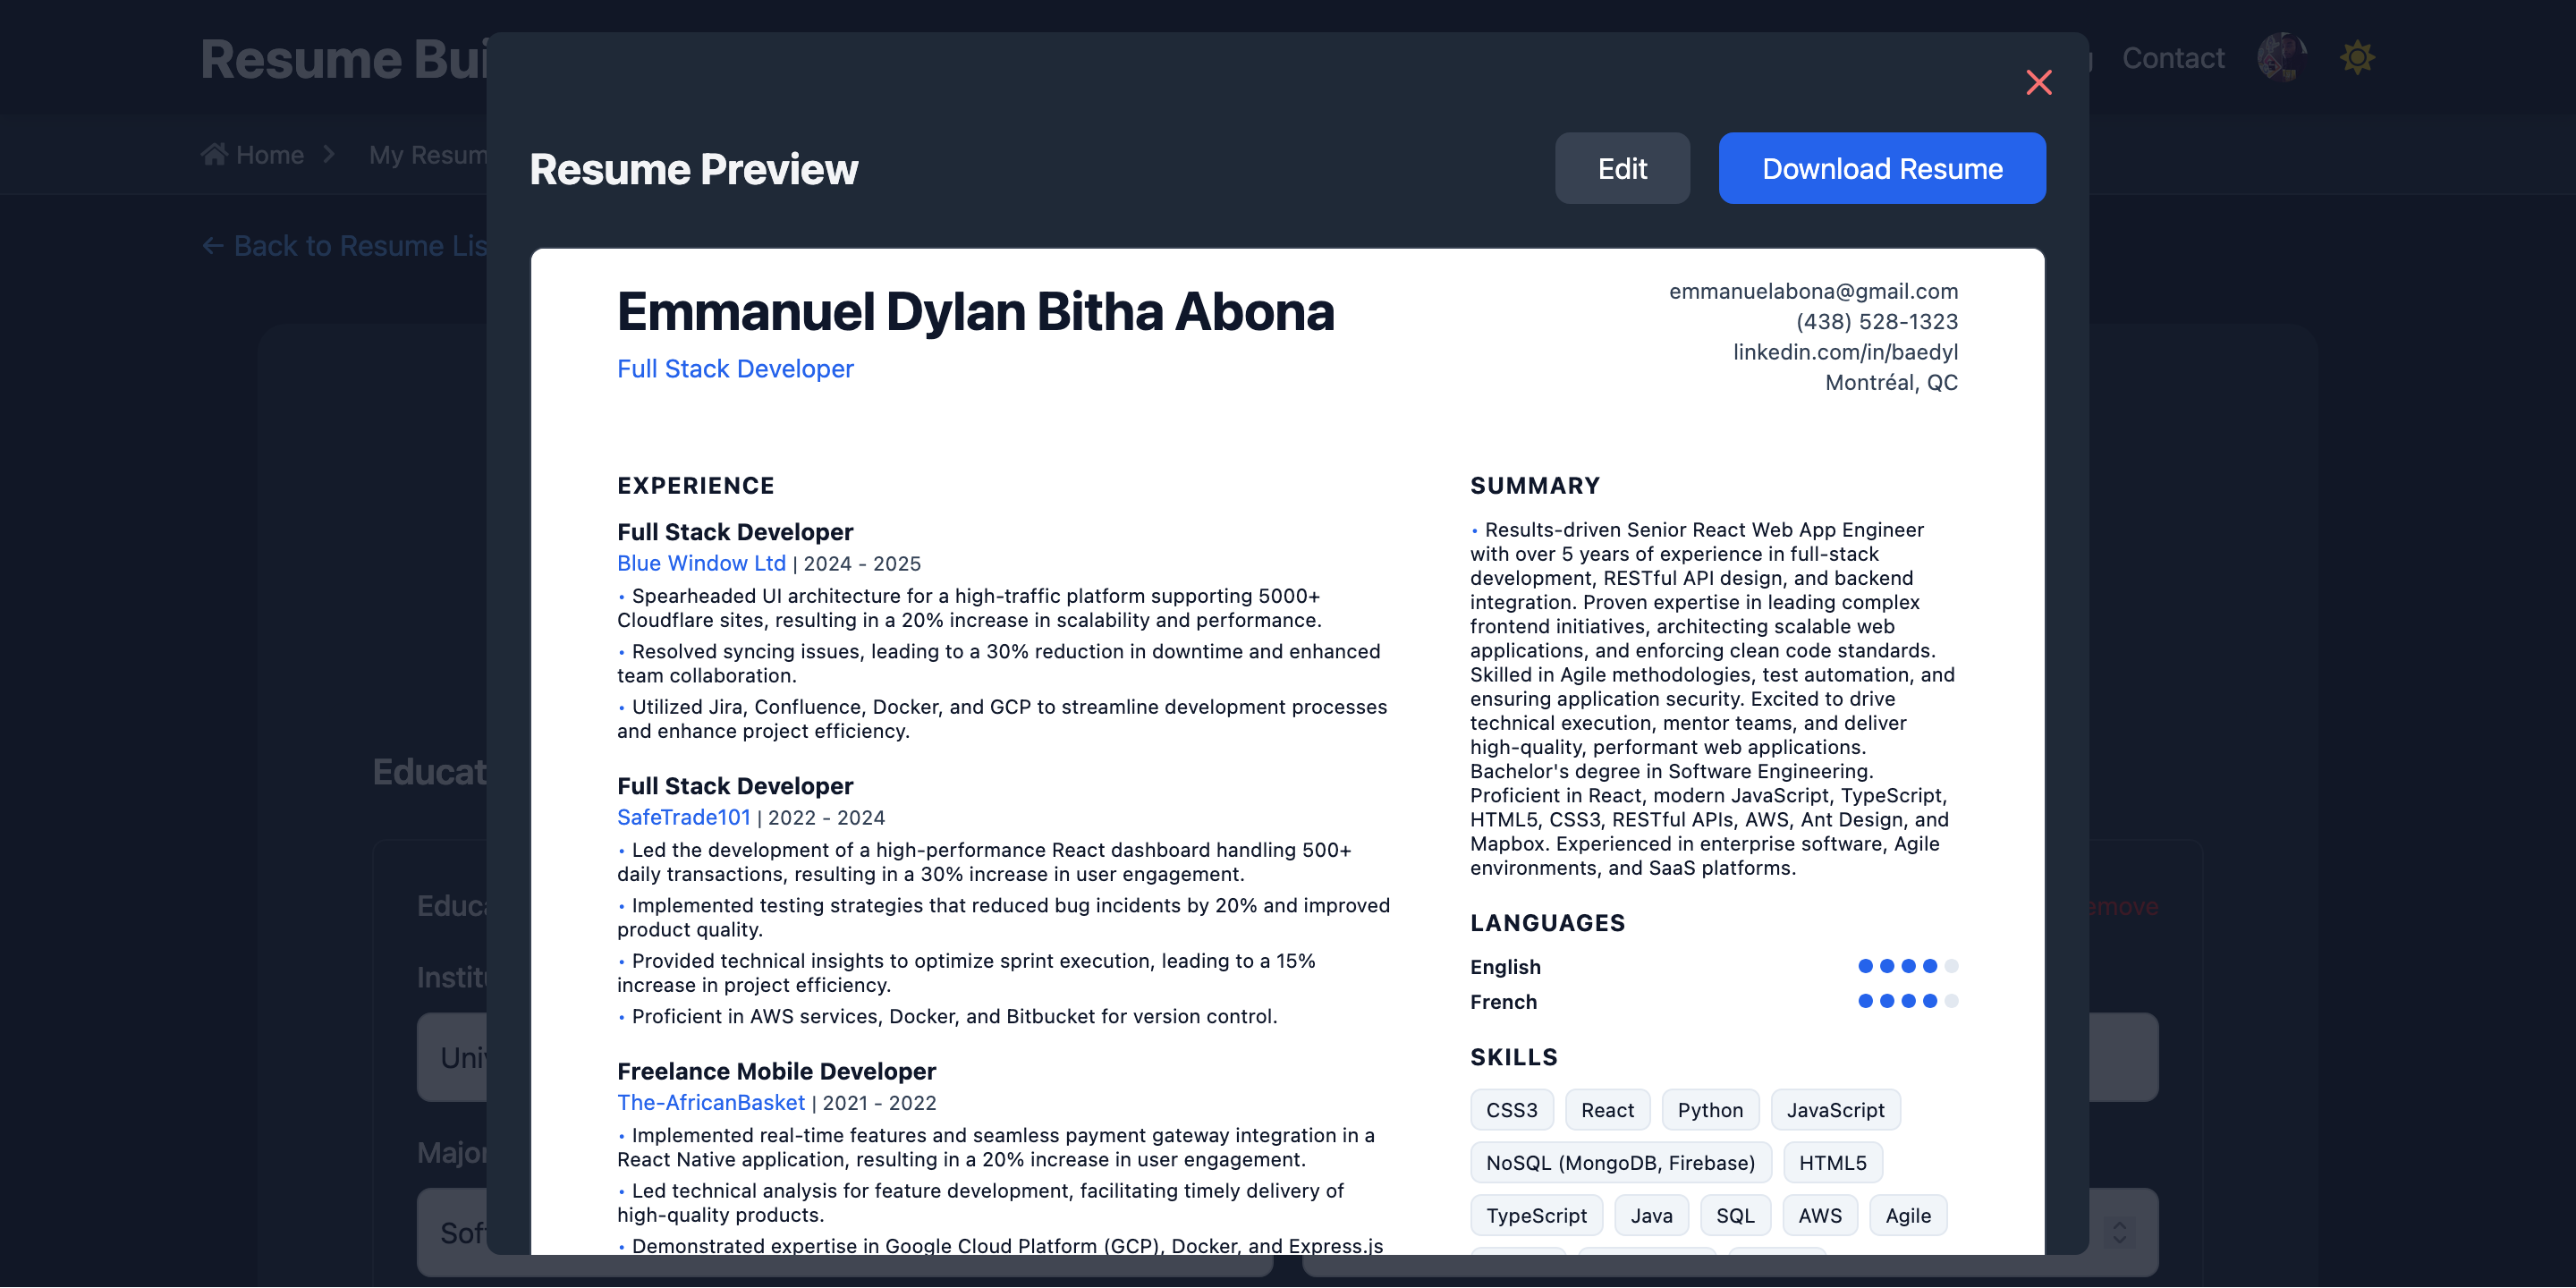 Resume Bui
Contact
Home
My Resum
Back to Resume Lis
Resume Preview
Edit
Download Resume
Emmanuel Dylan Bitha Abona
Full Stack Developer
emmanuelabona@gmail.com
(438) 528-1323
linkedin.com/in/baedyl
Montréal, QC
EXPERIENCE
Full Stack Developer
Blue Window Ltd | 2024 - 2025
• Spearheaded UI architecture for a high-traffic platform supporting 5000+
Cloudflare sites, resulting in a 20% increase in scalability and performance.
• Resolved syncing issues, leading to a 30% reduction in downtime and enhanced
team collaboration.
• Utilized Jira, Confluence, Docker, and GCP to streamline development processes
and enhance project efficiency.
Full Stack Developer
SafeTrade101 | 2022 - 2024
• Led the development of a high-performance React dashboard handling 500+
daily transactions, resulting in a 30% increase in user engagement.
• Implemented testing strategies that reduced bug incidents by 20% and improved
product quality.
• Provided technical insights to optimize sprint execution, leading to a 15%
increase in project efficiency.
• Proficient in AWS services, Docker, and Bitbucket for version control.
Freelance Mobile Developer
The-AfricanBasket | 2021 - 2022
• Implemented real-time features and seamless payment gateway integration in a
React Native application, resulting in a 20% increase in user engagement.
• Led technical analysis for feature development, facilitating timely delivery of
high-quality products.
• Demonstrated expertise in Google Cloud Platform (GCP), Docker, and Express.js
SUMMARY
• Results-driven Senior React Web App Engineer
with over 5 years of experience in full-stack
development, RESTful API design, and backend
integration. Proven expertise in leading complex
frontend initiatives, architecting scalable web
applications, and enforcing clean code standards.
Skilled in Agile methodologies, test automation, and
ensuring application security. Excited to drive
technical execution, mentor teams, and deliver
high-quality, performant web applications.
Bachelor's degree in Software Engineering.
Proficient in React, modern JavaScript, TypeScript,
HTML5, CSS3, RESTful APIs, AWS, Ant Design, and
Mapbox. Experienced in enterprise software, Agile
environments, and SaaS platforms.
LANGUAGES
English
French
SKILLS
CSS3 React Python JavaScript
NoSQL (MongoDB, Firebase) HTML5
TypeScript Java SQL AWS Agile
Educat
Educa
emove
Institu
Univ
Major
Soft